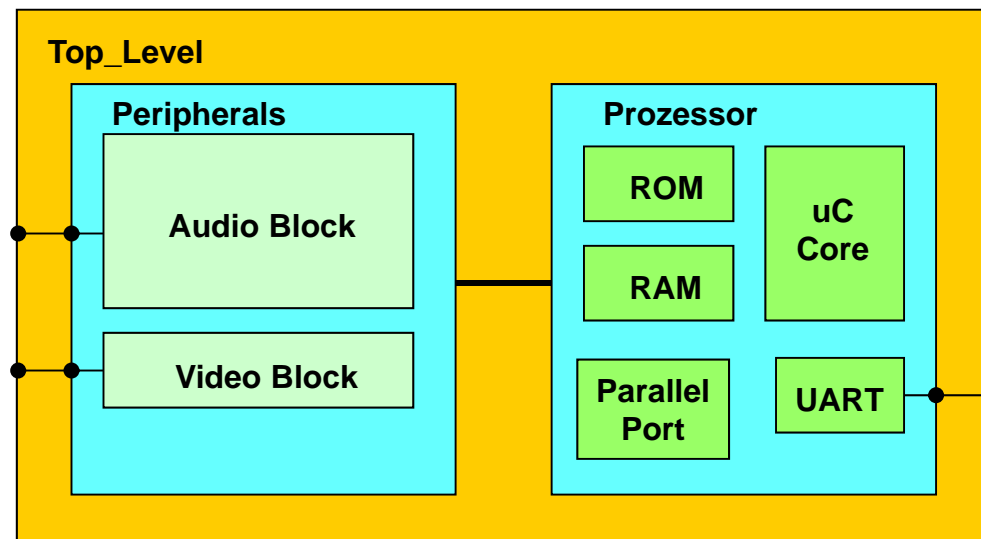 Top_Level
Peripherals
Audio Block
Video Block
Prozessor
ROM
RAM
uC
Core
Parallel
Port
UART